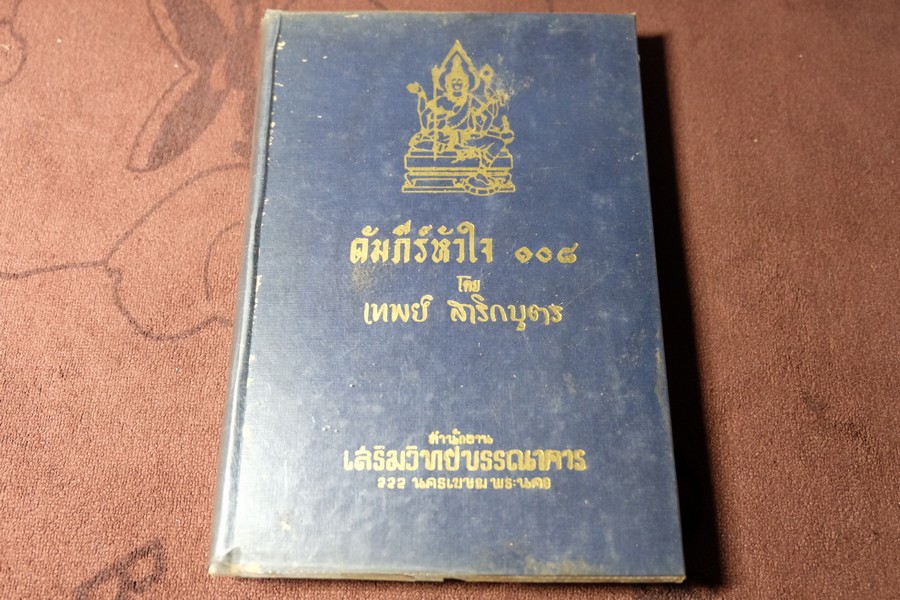 คัมภีร์หัวใจ ๑๐๘
โดย
เทพย์ สาริกบุตร
สำนักงาน
เสริมวิทย์บรรณาคาร
๖๖๖ นครเขษม พระนคร